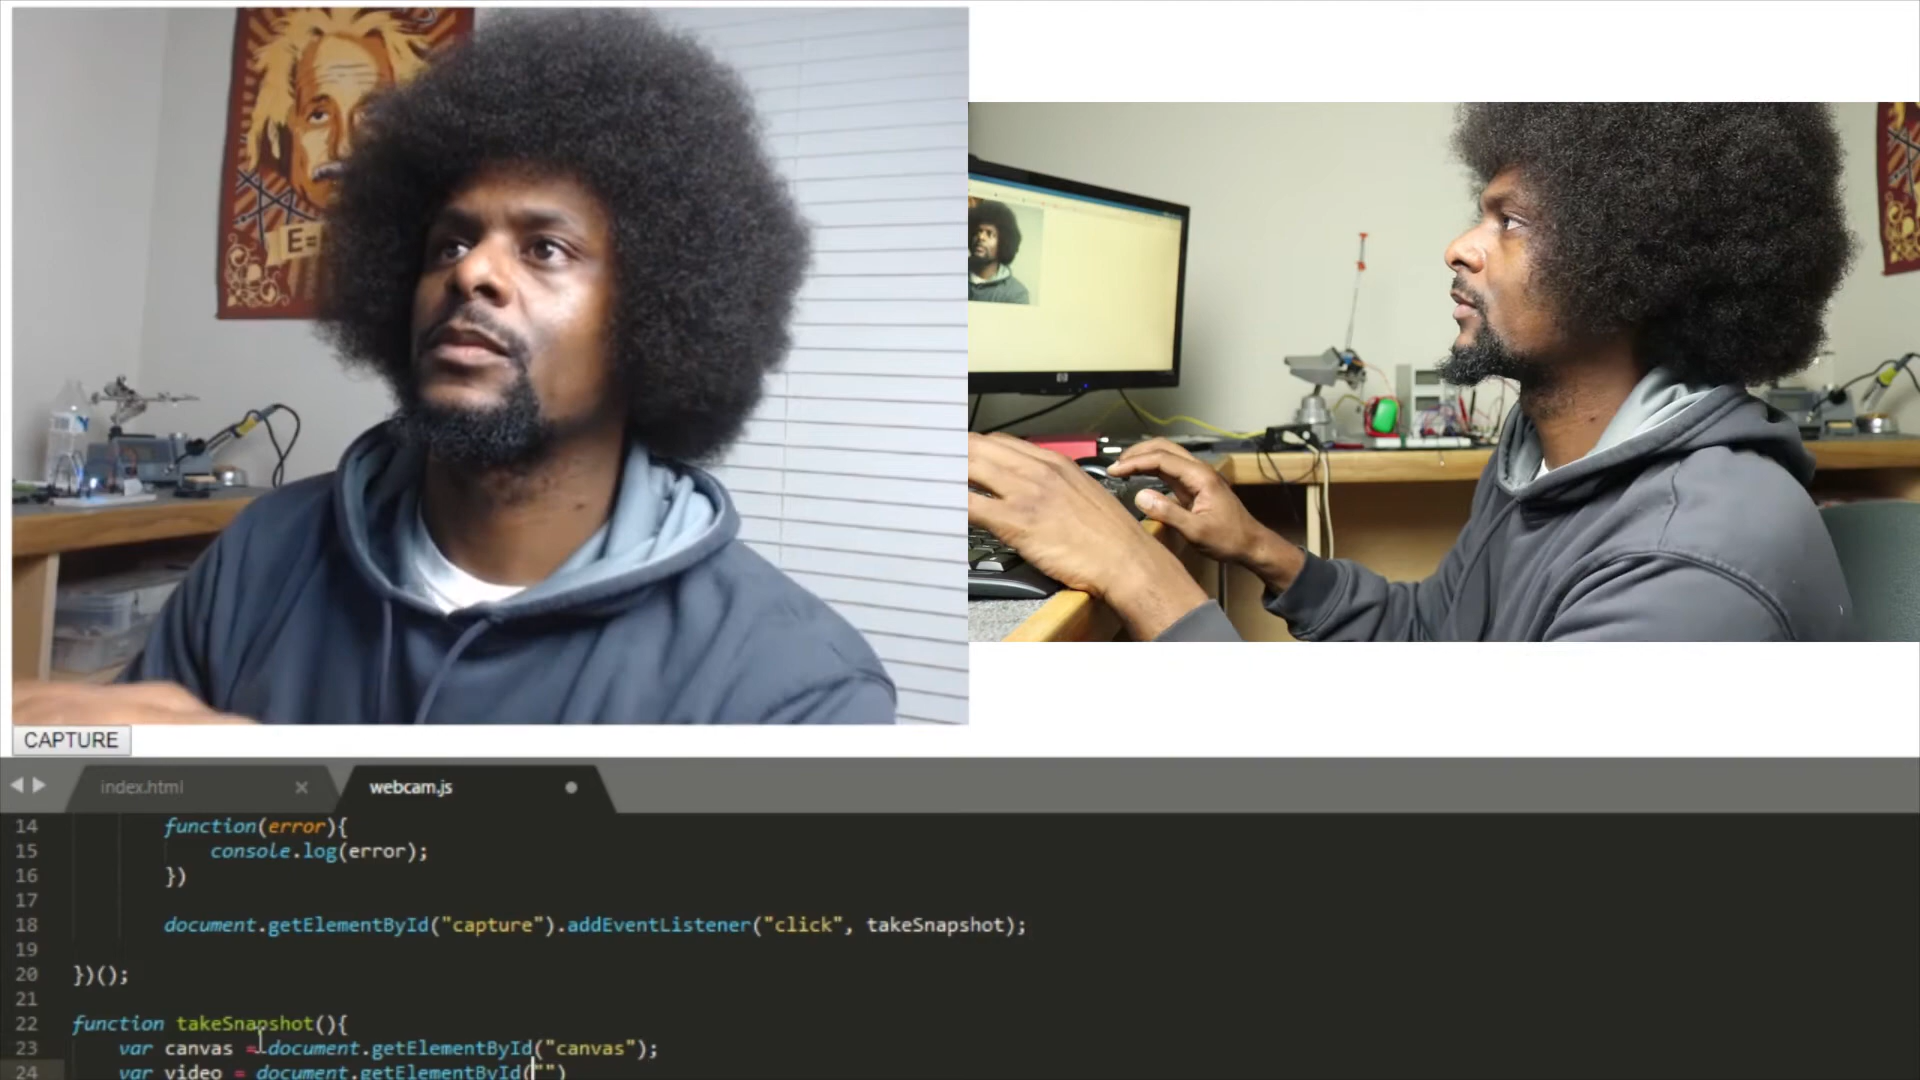 E=
CAPTURE
index.html
webcam.js
14 function(error){
15 console.log(error);
16 })
17
18 document.getElementById("capture").addEventListener("click", takeSnapshot);
19
20 })();
21
22 function takeSnapshot(){
23 var canvas = document.getElementById("canvas");
24 var video = document.getElementById("")